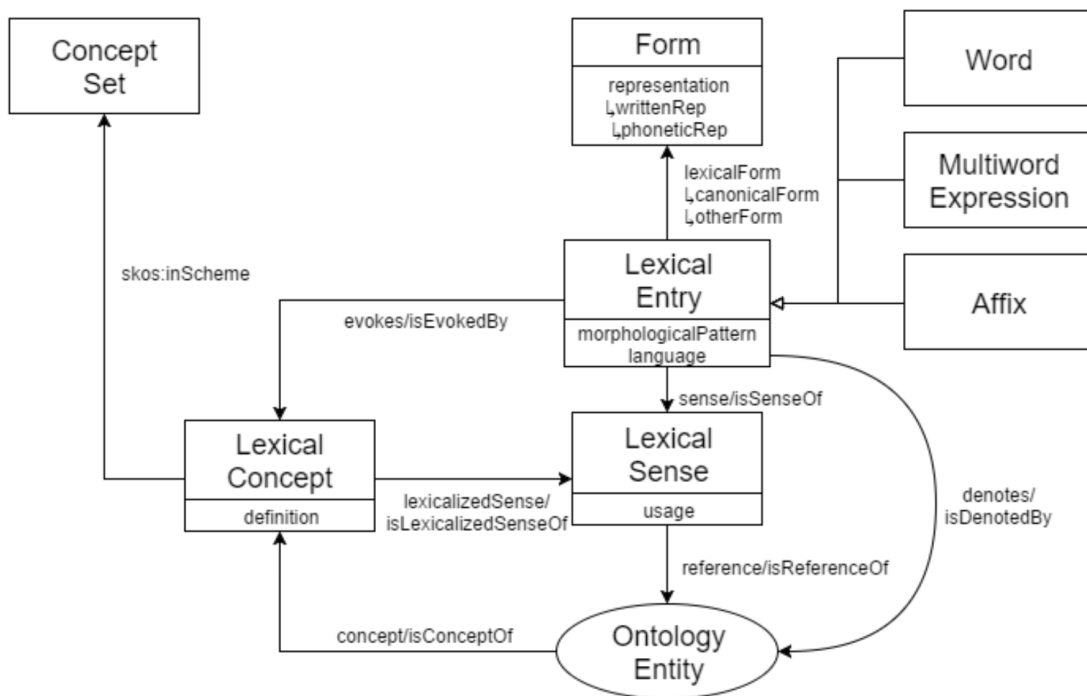 Concept
Set
Form
representation
↳writtenRep
↳phoneticRep
Word
Multiword
Expression
Affix
lexicalForm
↳canonicalForm
↳otherForm
skos:inScheme
Lexical
Entry
morphologicalPattern
language
evokes/isEvokedBy
sense/isSenseOf
Lexical
Concept
definition
lexicalizedSense/
isLexicalizedSenseOf
Lexical
Sense
usage
denotes/
isDenotedBy
reference/isReferenceOf
concept/isConceptOf
Ontology
Entity